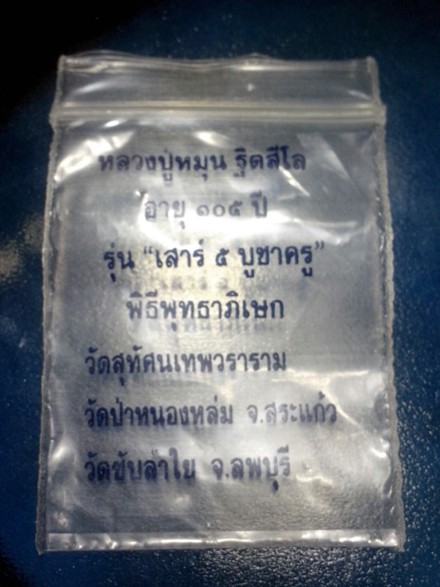 หลวงปู่หมุน ฐิตสีโล
อายุ ๑๐๕ ปี
รุ่น “เสาร์ ๕ บูชาครู”
พิธีพุทธาภิเษก
วัดสุทัศนเทพวราราม
วัดป่าหนองหล่ม จ.สระแก้ว
วัดซับลำใย จ.ลพบุรี